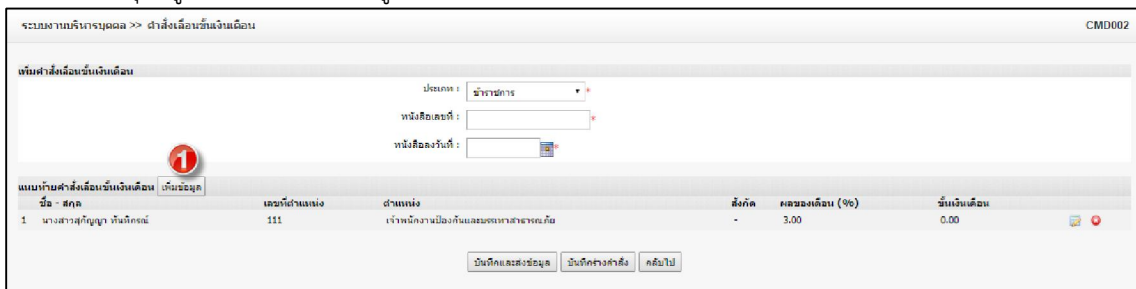 ระบบงานบริหารบุคคล >> คำสั่งเลื่อนขั้นเงินเดือน CMD002
เพิ่มคำสั่งเลื่อนขั้นเงินเดือน
ประเภท : ข้าราชการ *
หนังสือเลขที่ : *
หนังสือลงวันที่ : *
1
แนบท้ายคำสั่งเลื่อนขั้นเงินเดือน เพิ่มข้อมูล
ชื่อ - สกุล เลขที่ตำแหน่ง ตำแหน่ง สังกัด ผลของเดือน (%) ขั้นเงินเดือน
1 นางสาวสุกัญญา 111 เจ้าพนักงานป้องกันและบรรเทาสาธารณภัย - 3.00 0.00
บันทึกและส่งข้อมูล บันทึกร่างคำสั่ง กลับไป